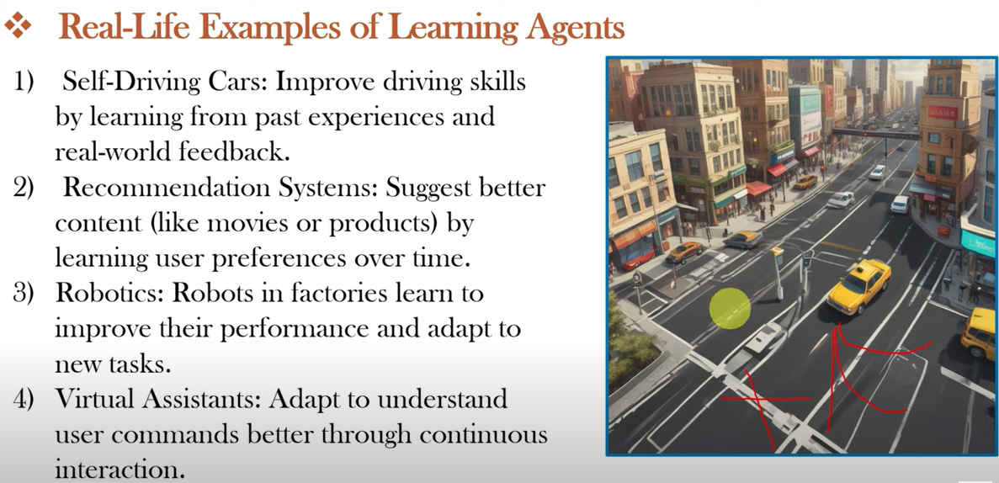 ❖ Real-Life Examples of Learning Agents
1) Self-Driving Cars: Improve driving skills
by learning from past experiences and
real-world feedback.
2) Recommendation Systems: Suggest better
content (like movies or products) by
learning user preferences over time.
3) Robotics: Robots in factories learn to
improve their performance and adapt to
new tasks.
4) Virtual Assistants: Adapt to understand
user commands better through continuous
interaction.